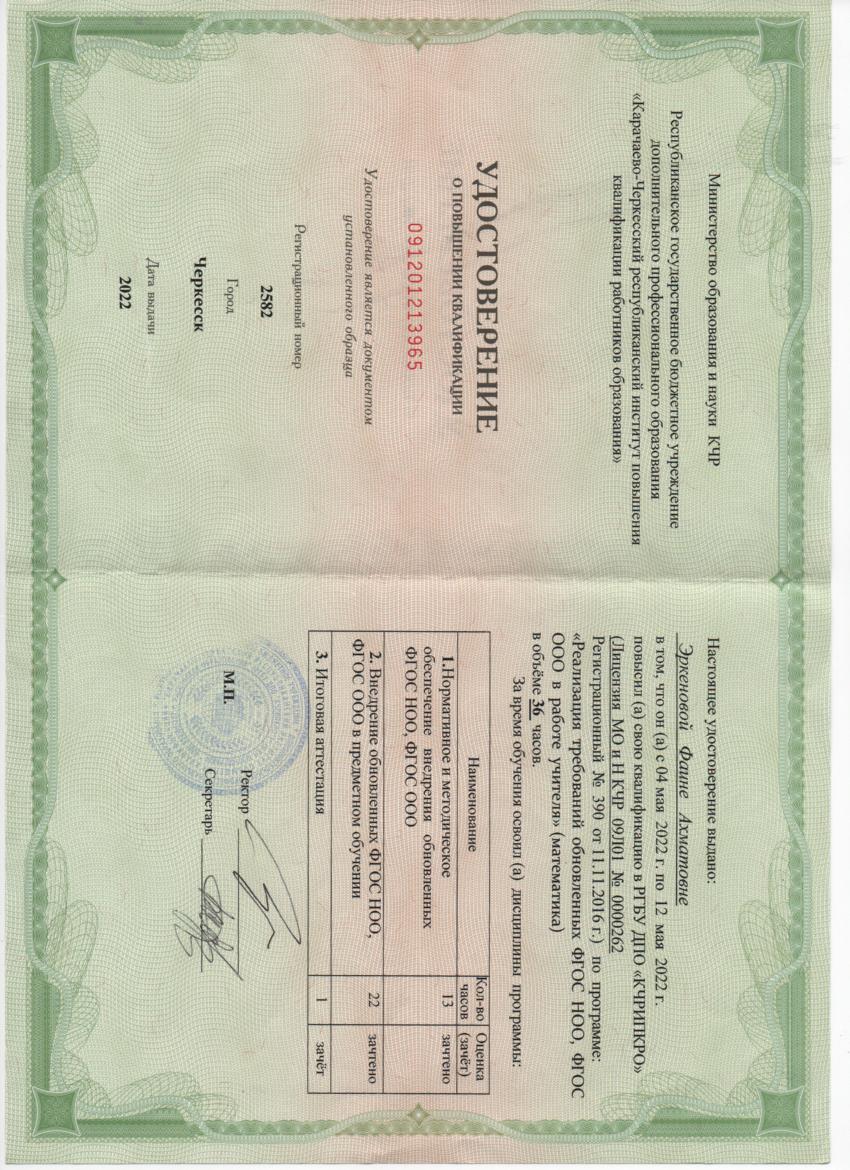 Министерство образования и науки КЧР
Республиканское государственное бюджетное учреждение
дополнительного профессионального образования
«Карачаево-Черкесский республиканский институт повышения
квалификации работников образования»
УДОСТОВЕРЕНИЕ
О ПОВЫШЕНИИ КВАЛИФИКАЦИИ
091201213965
Удостоверение является документом
установленного образца
Регистрационный номер
2582
Город
Черкесск
Дата выдачи
2022
Настоящее удостоверение выдано:
Эркеновой Фаине Ахматовне
в том, что он (а) с 04 мая 2022 г. по 12 мая 2022 г.
повысил (а) свою квалификацию в РГБУ ДПО «КЧРИПКРО»
(Лицензия МО и Н КЧР 09Л01 № 0000262
Регистрационный № 390 от 11.11.2016 г.) по программе:
«Реализация требований обновленных ФГОС НОО, ФГОС
ООО в работе учителя» (математика)
в объёме 36 часов.
За время обучения освоил (а) дисциплины программы:
Наименование Кол-во часов Оценка (зачёт)
1.Нормативное и методическое
обеспечение внедрения обновленных
ФГОС НОО, ФГОС ООО 13 зачтено
2. Внедрение обновленных ФГОС НОО,
ФГОС ООО в предметном обучении 22 зачтено
3. Итоговая аттестация 1 зачёт
М.П.
Ректор
Секретарь